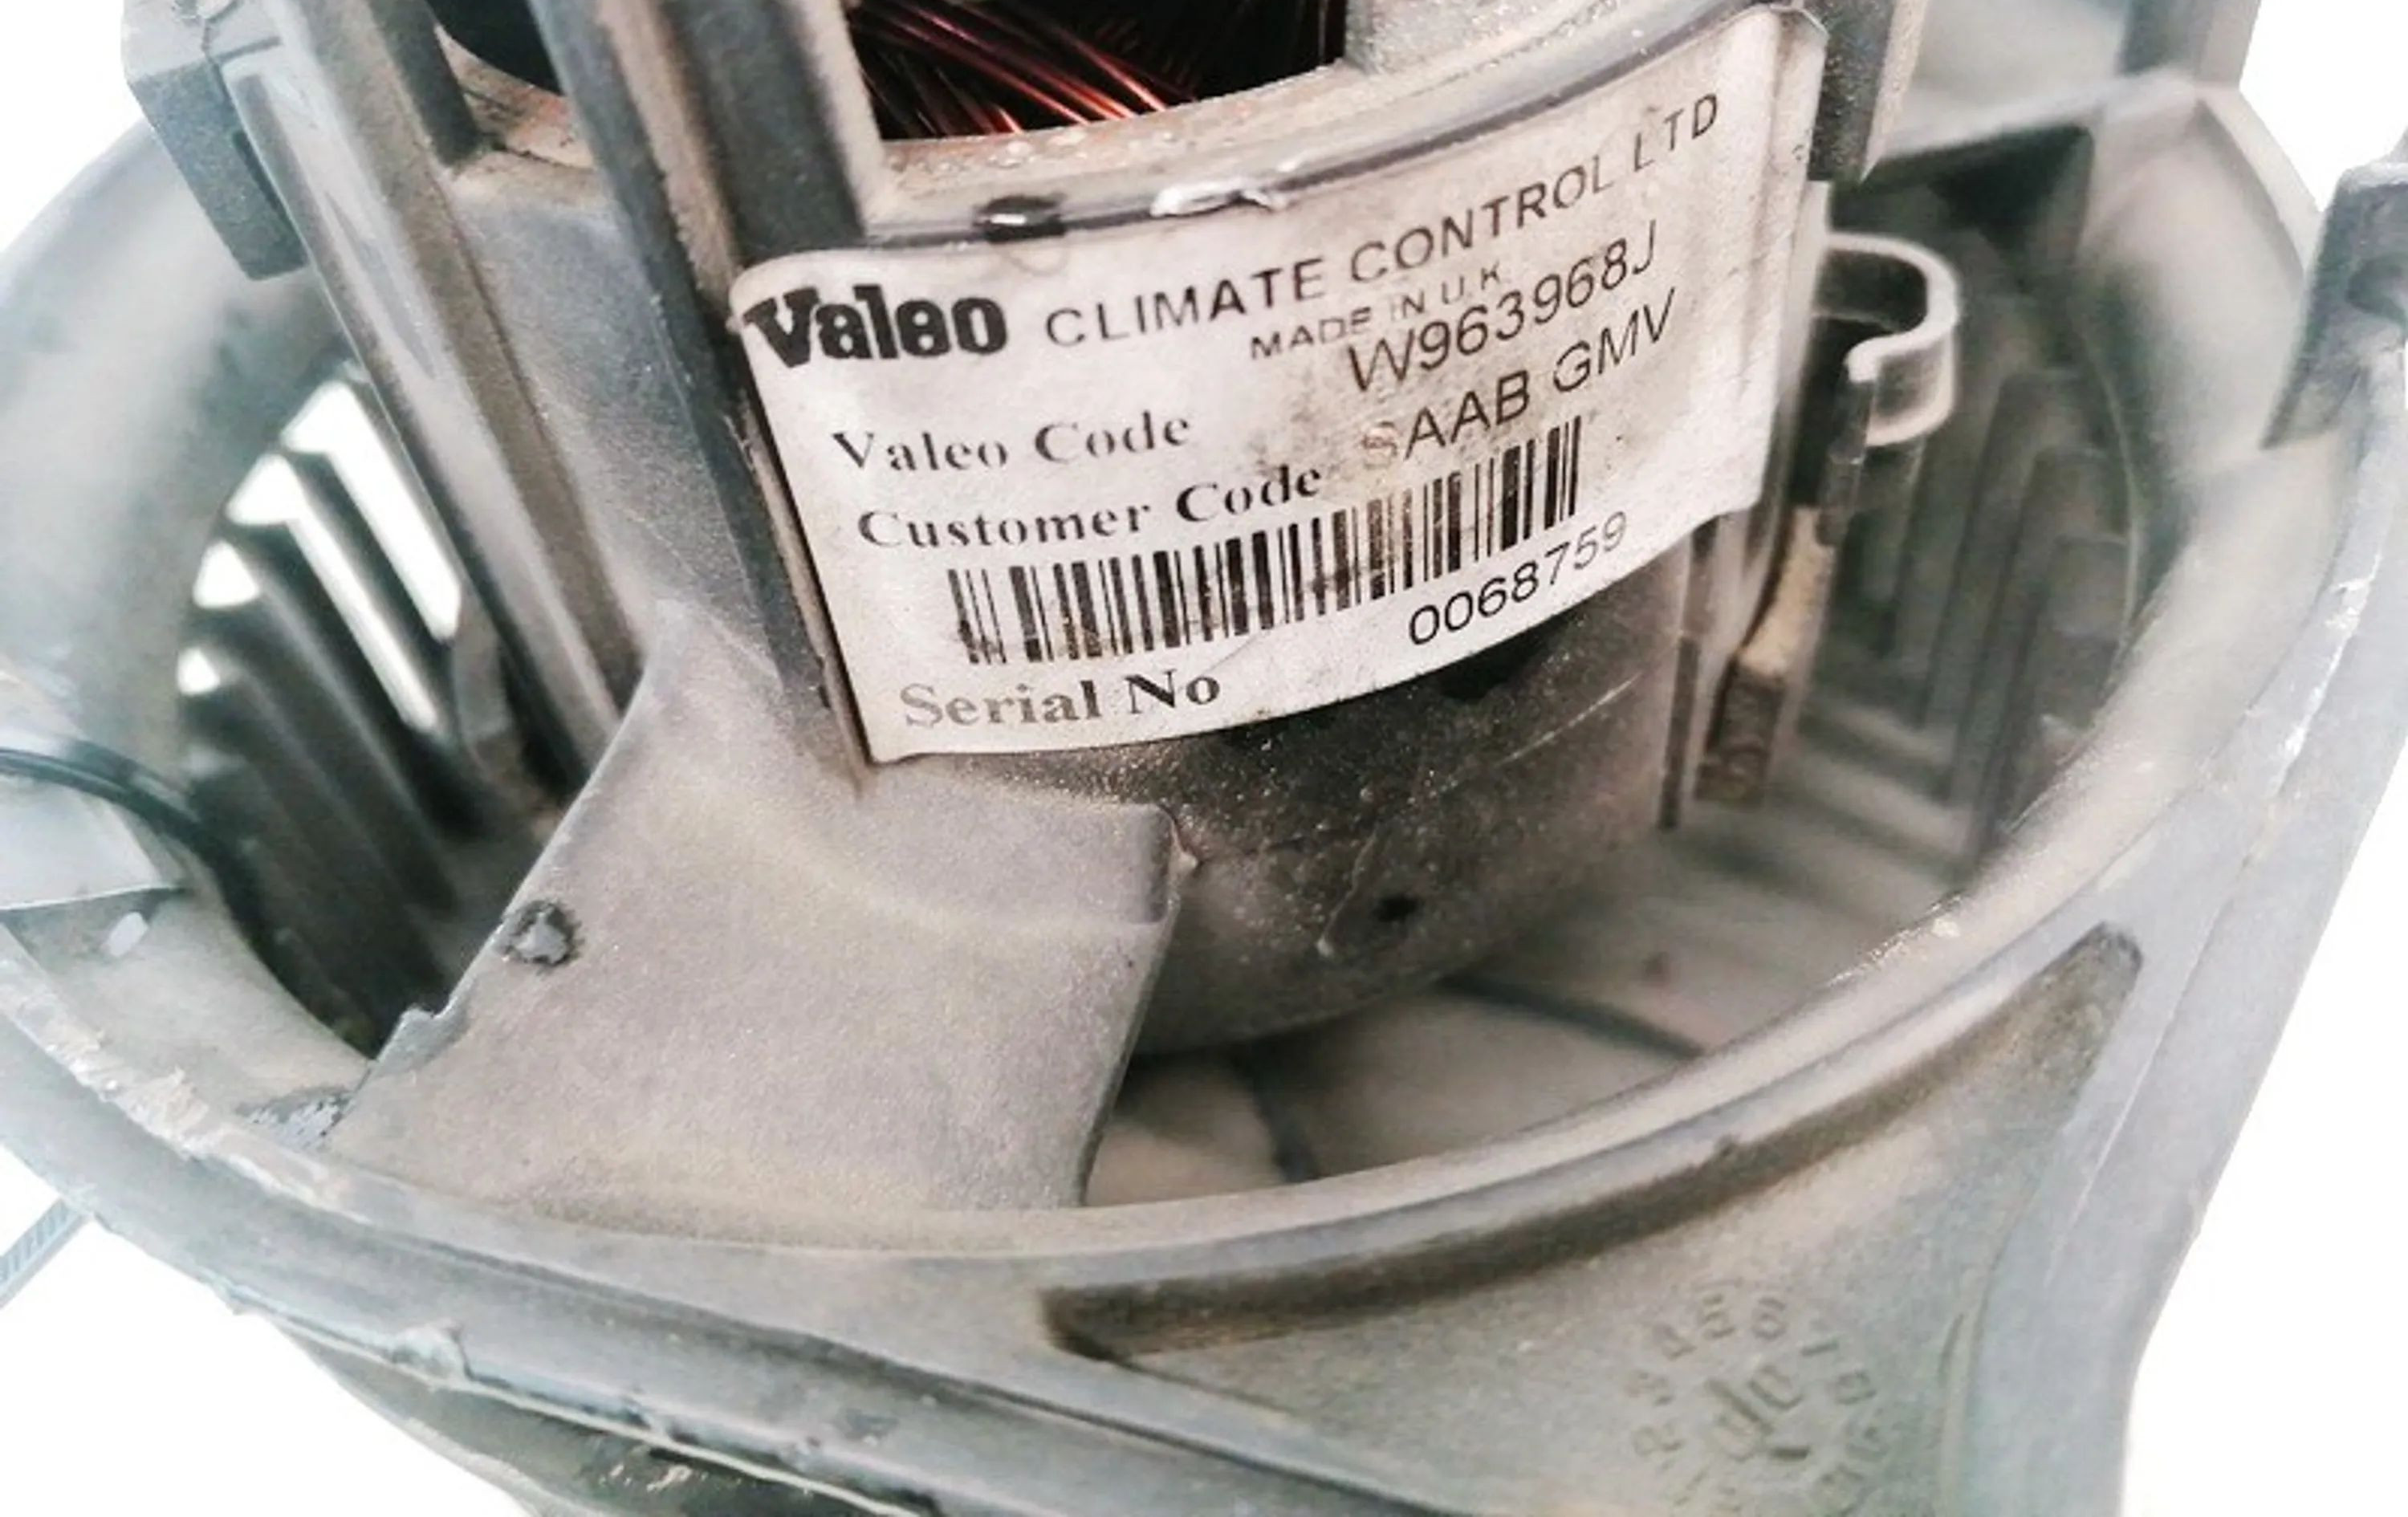 Valeo CLIMATE CONTROL LTD
MADE IN U K
Valeo Code W963968J
Customer Code SAAB GMV
0068759
Serial No